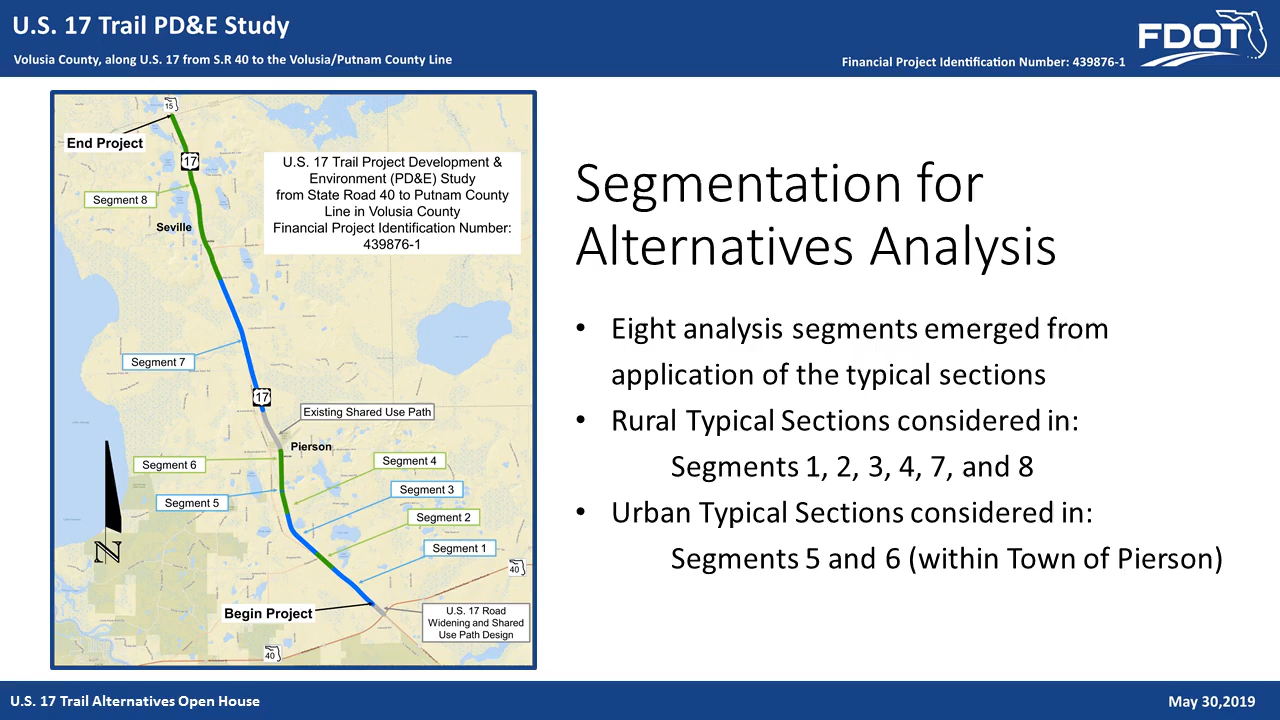 U.S. 17 Trail PD&E Study
Volusia County, along U.S. 17 from S.R 40 to the Volusia/Putnam County Line
Financial Project Identification Number: 439876-1
FDOT
15
End Project
17
U.S. 17 Trail Project Development &
Environment (PD&E) Study
from State Road 40 to Putnam County
Line in Volusia County
Financial Project Identification Number:
439876-1
Segment 8
Seville
Segment 7
17
Existing Shared Use Path
Pierson
Segment 6
Segment 4
Segment 5
Segment 3
Segment 2
Segment 1
N
40
Begin Project
U.S. 17 Road
Widening and Shared
Use Path Design
40
Segmentation for
Alternatives Analysis
• Eight analysis segments emerged from
application of the typical sections
• Rural Typical Sections considered in:
Segments 1, 2, 3, 4, 7, and 8
• Urban Typical Sections considered in:
Segments 5 and 6 (within Town of Pierson)
U.S. 17 Trail Alternatives Open House
May 30,2019